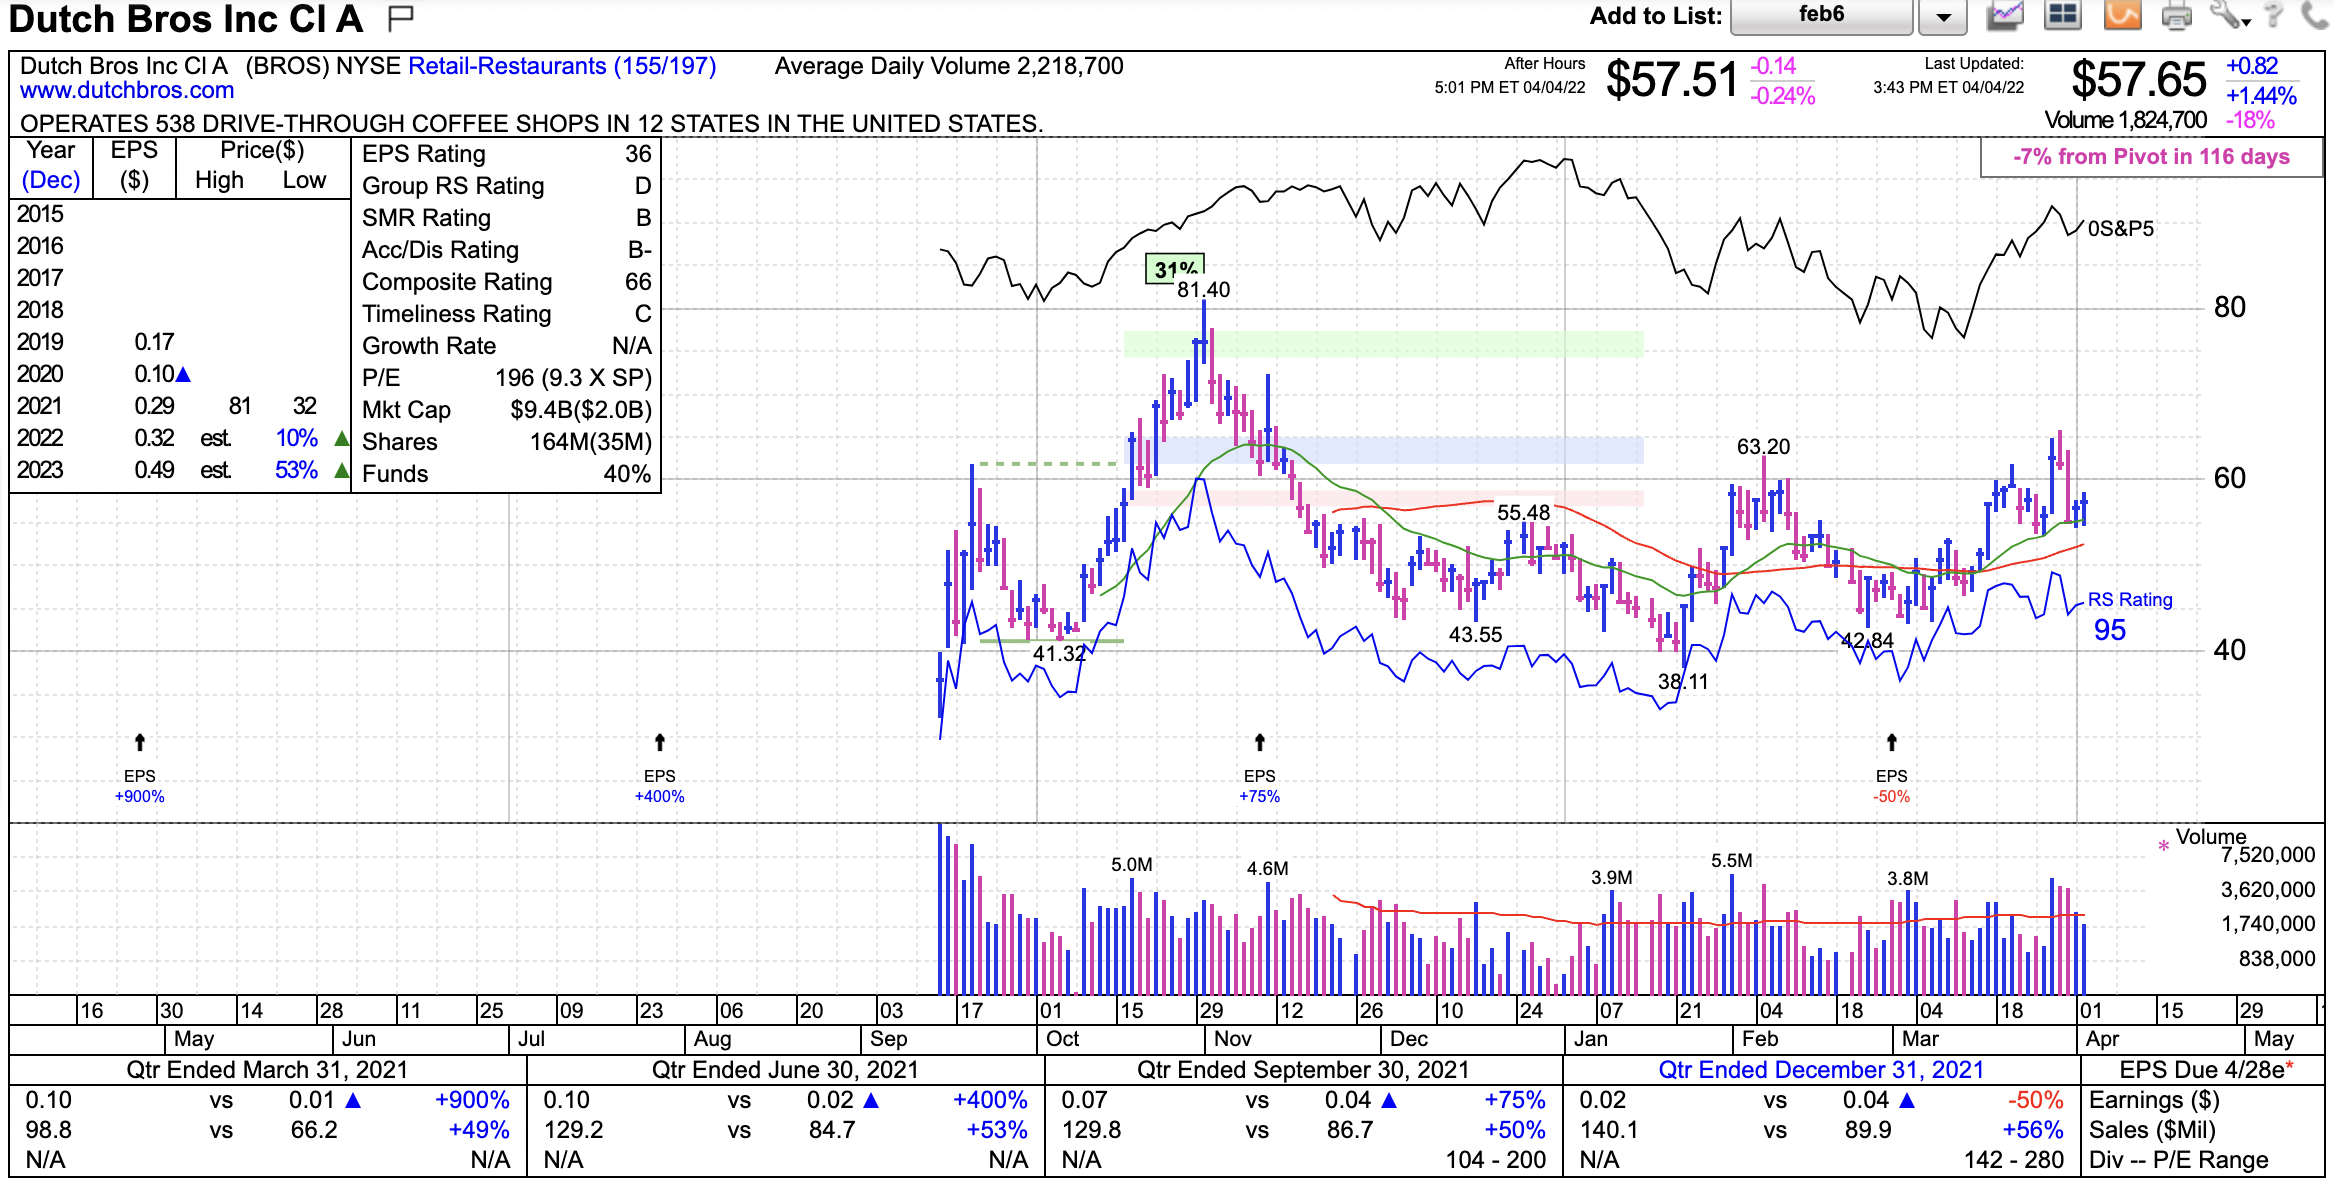 Dutch Bros Inc Cl A
Add to List: feb6
Dutch Bros Inc Cl A (BROS) NYSE Retail-Restaurants (155/197) Average Daily Volume 2,218,700
www.dutchbros.com
OPERATES 538 DRIVE-THROUGH COFFEE SHOPS IN 12 STATES IN THE UNITED STATES.
After Hours
5:01 PM ET 04/04/22
$57.51
-0.14
-0.24%
Last Updated:
3:43 PM ET 04/04/22
$57.65
+0.82
+1.44%
Volume 1,824,700 -18%
Year EPS Price($)
(Dec) ($) High Low
2015
2016
2017
2018
2019 0.17
2020 0.10
2021 0.29 81 32
2022 0.32 est. 10%
2023 0.49 est. 53%
EPS Rating 36
Group RS Rating D
SMR Rating B
Acc/Dis Rating B-
Composite Rating 66
Timeliness Rating C
Growth Rate N/A
P/E 196 (9.3 X SP)
Mkt Cap $9.4B($2.0B)
Shares 164M(35M)
Funds 40%
-7% from Pivot in 116 days
0S&P5
31%
81.40
80
63.20
60
55.48
RS Rating
95
43.55
42.84
41.32
40
38.11
EPS EPS EPS EPS
+900% +400% +75% -50%
* Volume
7,520,000
5.0M 4.6M 3.9M 5.5M 3.8M
3,620,000
1,740,000
838,000
16 30 14 28 11 25 09 23 06 20 03 17 01 15 29 12 26 10 24 07 21 04 18 04 18 01 15 29
May Jun Jul Aug Sep Oct Nov Dec Jan Feb Mar Apr May
Qtr Ended March 31, 2021 Qtr Ended June 30, 2021 Qtr Ended September 30, 2021 Qtr Ended December 31, 2021 EPS Due 4/28e*
0.10 vs 0.01 +900% 0.10 vs 0.02 +400% 0.07 vs 0.04 +75% 0.02 vs 0.04 -50% Earnings ($)
98.8 vs 66.2 +49% 129.2 vs 84.7 +53% 129.8 vs 86.7 +50% 140.1 vs 89.9 +56% Sales ($Mil)
N/A N/A N/A N/A N/A 104 - 200 N/A 142 - 280 Div -- P/E Range